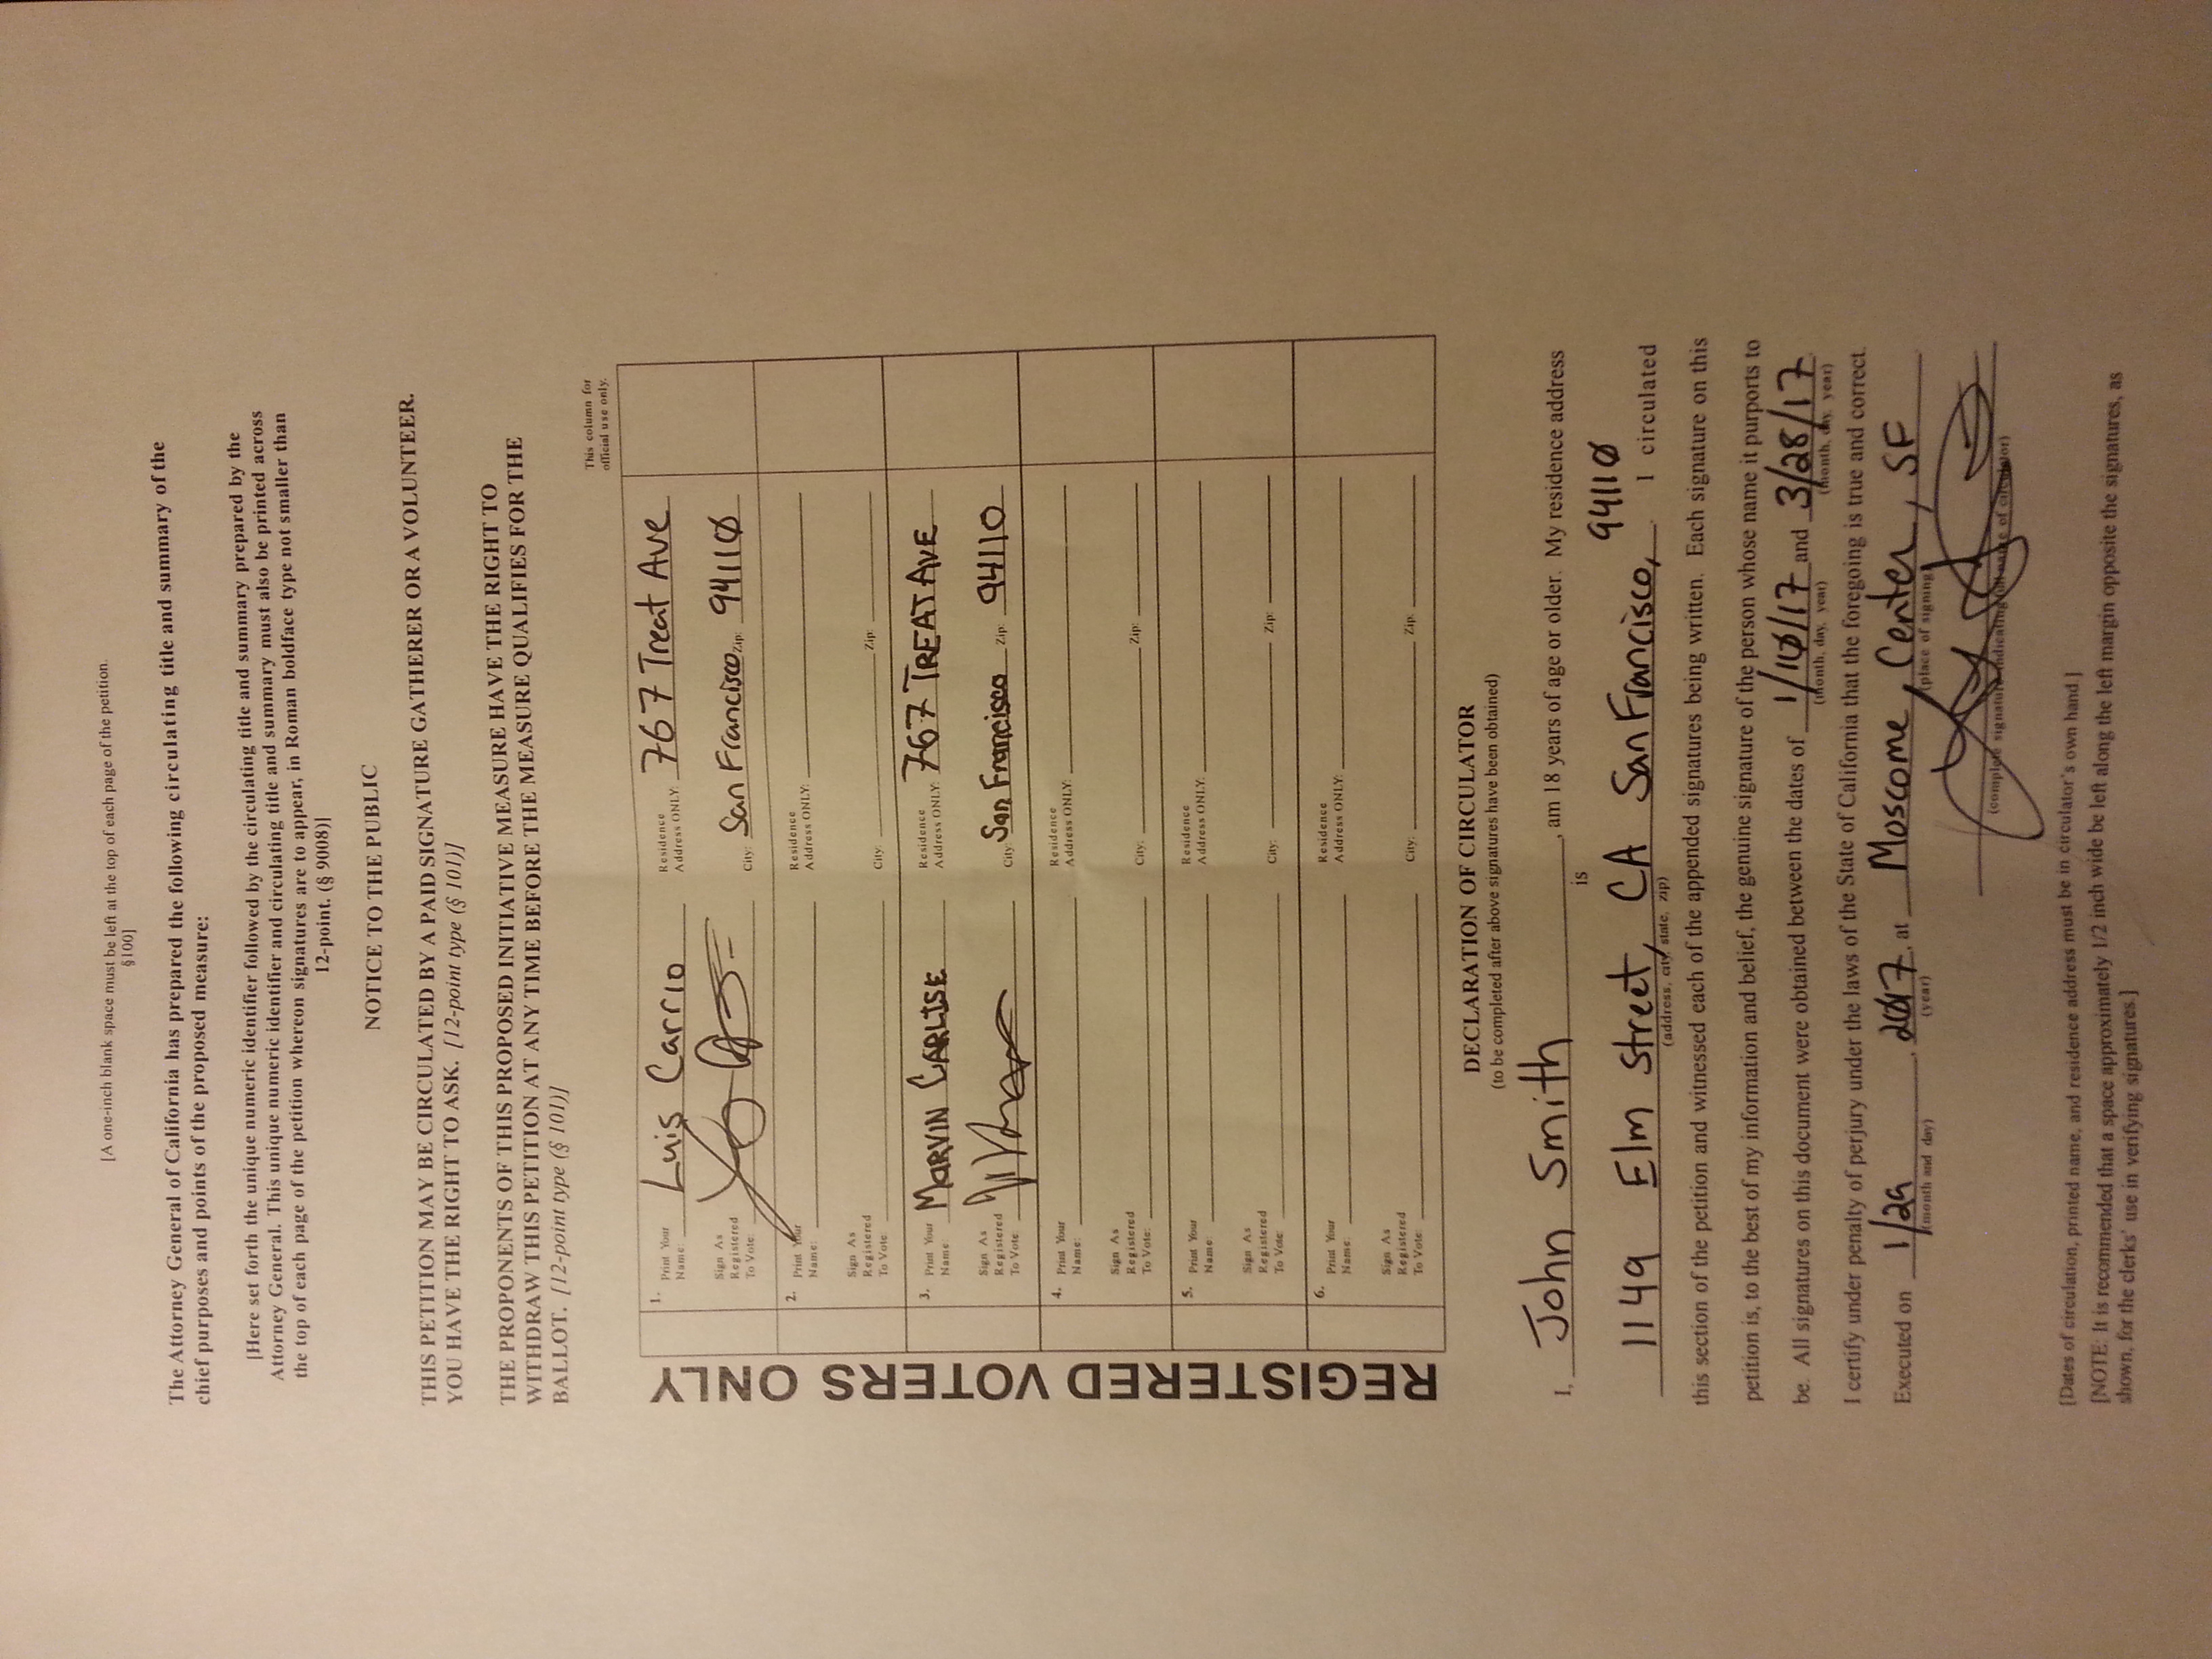 [A one-inch blank space must be left at the top of each page of the petition.
§100]
The Attorney General of California has prepared the following circulating title and summary of the
chief purposes and points of the proposed measure:
[Here set forth the unique numeric identifier followed by the circulating title and summary prepared by the
Attorney General. This unique numeric identifier and circulating title and summary must also be printed across
the top of each page of the petition whereon signatures are to appear, in Roman boldface type not smaller than
12-point. (§ 9008)]
NOTICE TO THE PUBLIC
THIS PETITION MAY BE CIRCULATED BY A PAID SIGNATURE GATHERER OR A VOLUNTEER.
YOU HAVE THE RIGHT TO ASK. [12-point type (§ 101)]
THE PROPONENTS OF THIS PROPOSED INITIATIVE MEASURE HAVE THE RIGHT TO
WITHDRAW THIS PETITION AT ANY TIME BEFORE THE MEASURE QUALIFIES FOR THE
BALLOT. [12-point type (§ 101)]
This column for
official use only.
REGISTERED VOTERS ONLY
1. Print Your Name: Luis Carrio Residence Address ONLY: 767 Treat Ave
Sign As Registered To Vote: City: San Francisco Zip: 94110
2. Print Your Name: Residence Address ONLY:
Sign As Registered To Vote: City: Zip:
3. Print Your Name: MARVIN CARLISE Residence Address ONLY: 767 TREAT AVE
Sign As Registered To Vote: City: San Francisco Zip: 94110
4. Print Your Name: Residence Address ONLY:
Sign As Registered To Vote: City: Zip:
5. Print Your Name: Residence Address ONLY:
Sign As Registered To Vote: City: Zip:
6. Print Your Name: Residence Address ONLY:
Sign As Registered To Vote: City: Zip:
DECLARATION OF CIRCULATOR
(to be completed after above signatures have been obtained)
I, John Smith, am 18 years of age or older. My residence address
is
1149 Elm Street, CA San Francisco, 94110. I circulated
(address, city, state, zip)
this section of the petition and witnessed each of the appended signatures being written. Each signature on this
petition is, to the best of my information and belief, the genuine signature of the person whose name it purports to
be. All signatures on this document were obtained between the dates of 1/10/17 and 3/28/17.
(month, day, year) (month, day, year)
I certify under penalty of perjury under the laws of the State of California that the foregoing is true and correct.
Executed on 1/29, 2017, at Moscome Center, SF
(month and day) (year) (place of signing)
(complete signature indicating full name of circulator)
[Dates of circulation, printed name, and residence address must be in circulator's own hand.]
[NOTE: It is recommended that a space approximately 1/2 inch wide be left along the left margin opposite the signatures, as
shown, for the clerks' use in verifying signatures.]